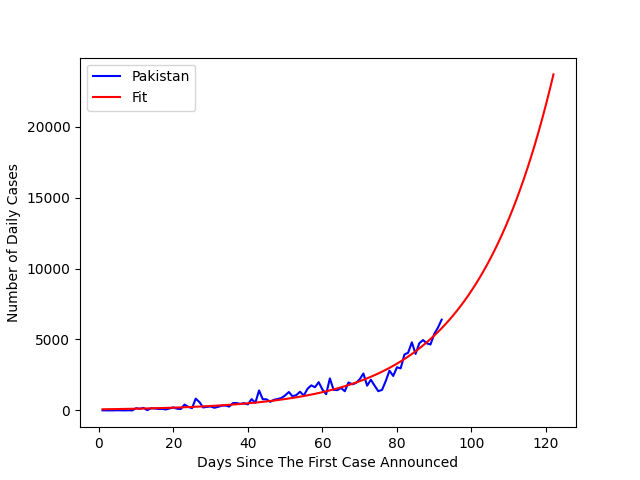 Pakistan
Fit
20000
15000
10000
5000
0
0 20 40 60 80 100 120
Number of Daily Cases
Days Since The First Case Announced